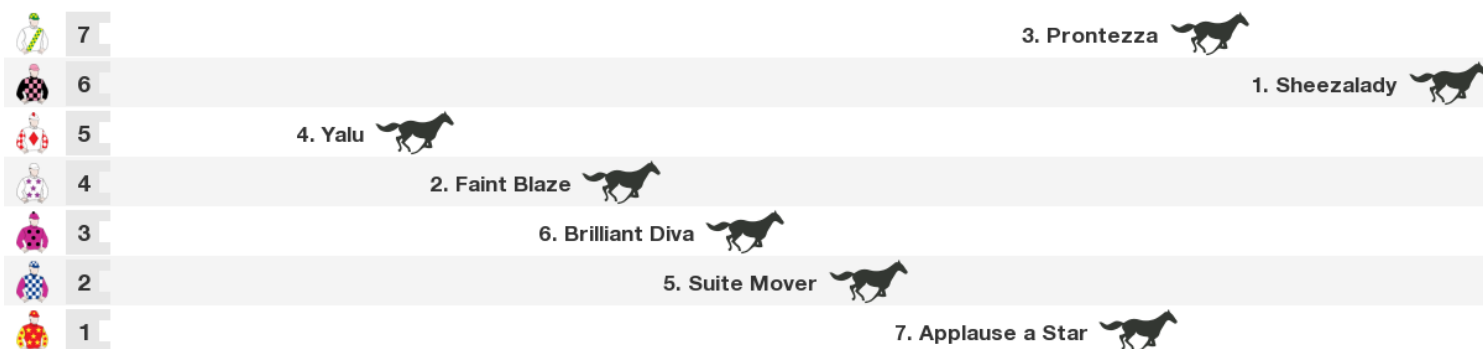 7 3. Prontezza
6 1. Sheezalady
5 4. Yalu
4 2. Faint Blaze
3 6. Brilliant Diva
2 5. Suite Mover
1 7. Applause a Star